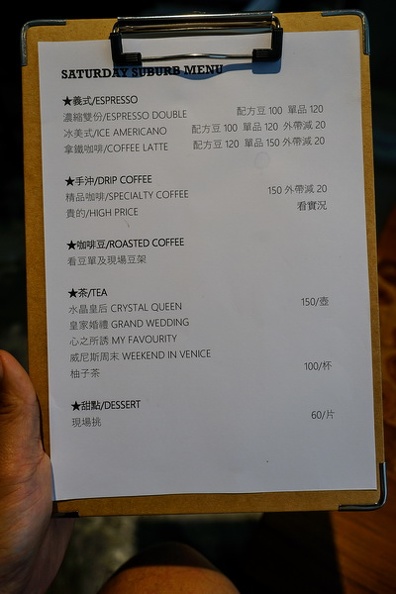 SATURDAY SUBURB MENU
★義式/ESPRESSO
濃縮雙份/ESPRESSO DOUBLE 配方豆 100 單品 120
冰美式/ICE AMERICANO 配方豆 100 單品 120 外帶減 20
拿鐵咖啡/COFFEE LATTE 配方豆 120 單品 150 外帶減 20
★手沖/DRIP COFFEE
精品咖啡/SPECIALTY COFFEE 150 外帶減 20
貴的/HIGH PRICE 看實況
★咖啡豆/ROASTED COFFEE
看豆單及現場豆架
★茶/TEA
水晶皇后 CRYSTAL QUEEN 150/壺
皇家婚禮 GRAND WEDDING
心之所誘 MY FAVOURITY
威尼斯周末 WEEKEND IN VENICE
柚子茶 100/杯
★甜點/DESSERT
現場挑 60/片